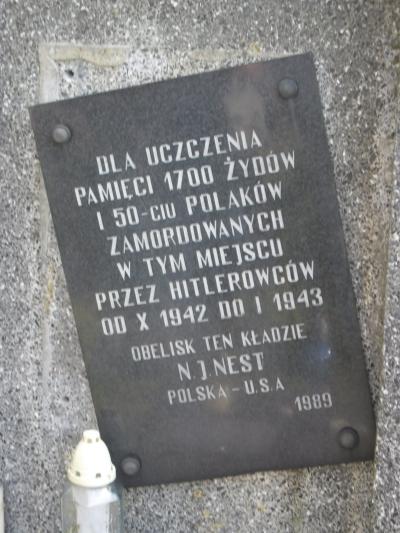 DLA UCZCZENIA
PAMIĘCI 1700 ŻYDÓW
I 50-CIU POLAKÓW
ZAMORDOWANYCH
W TYM MIEJSCU
PRZEZ HITLEROWCÓW
OD X 1942 DO I 1943
OBELISK TEN KŁADZIE
N.J NEST
POLSKA - U.S.A
1989